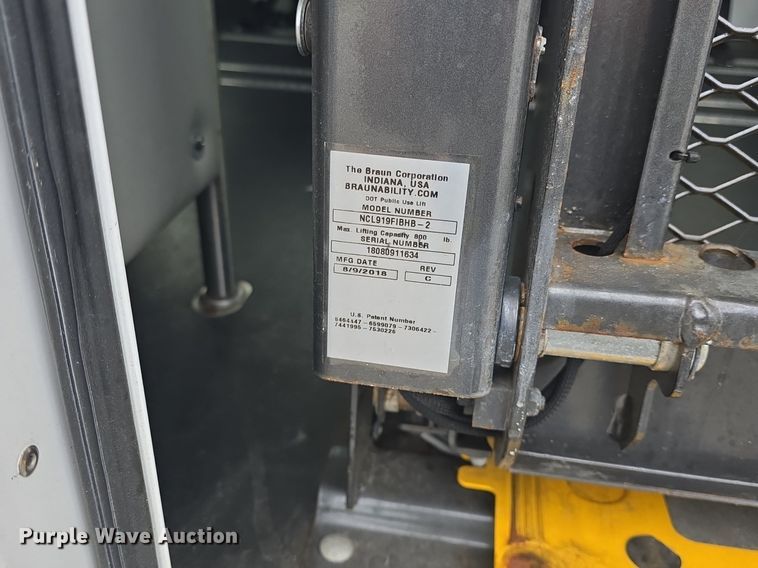 The Braun Corporation
INDIANA, USA
BRAUNABILITY.COM
DOT Public Use Lift
MODEL NUMBER
NCL919FIBHB-2
Max. Lifting Capacity 800 lb.
SERIAL NUMBER
18080911634
MFG DATE REV
8/9/2018 C
U.S. Patent Number
6464447-6599079-7306422-
7441995-7530226
Purple Wave Auction